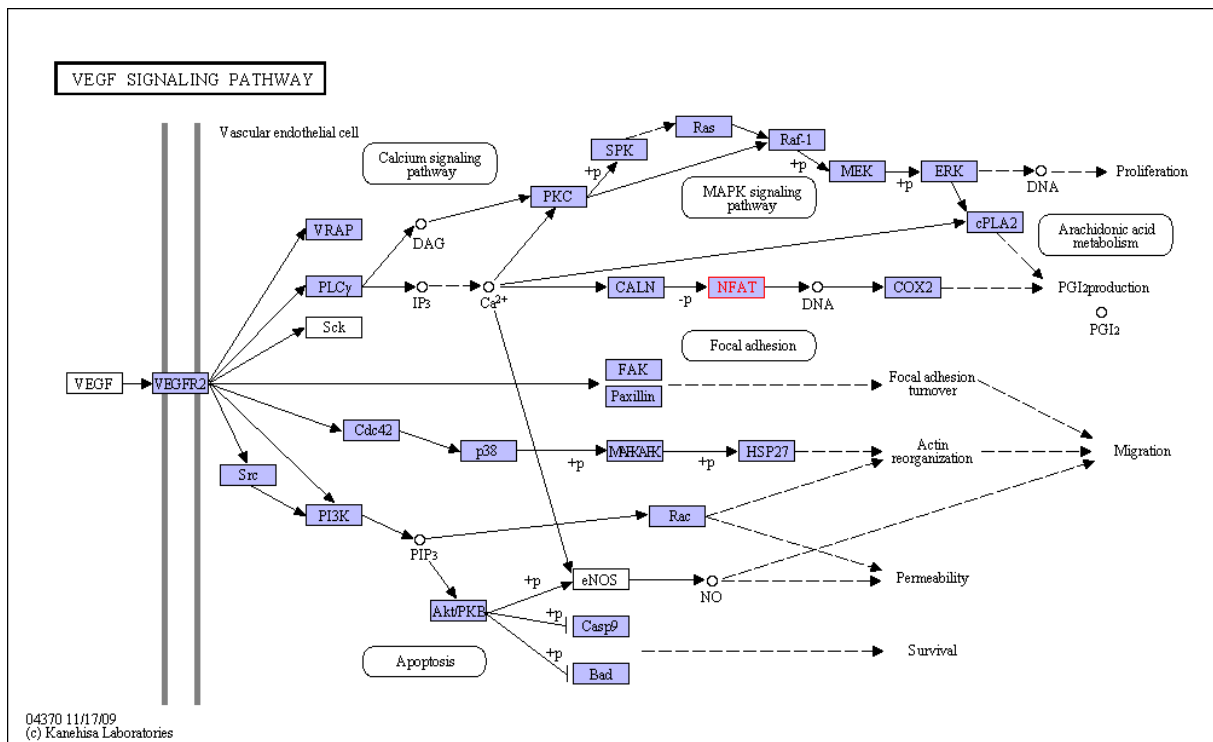 VEGF SIGNALING PATHWAY
Vascular endothelial cell
Calcium signaling
pathway
SPK
Ras
Raf-1
+p
+p
MEK
+p
ERK
DNA
Proliferation
PKC
MAPK signaling
pathway
VRAP
DAG
cPLA2
Arachidonic acid
metabolism
PLCγ
IP3
Ca2+
CALN
-p
NFAT
DNA
COX2
PGI2production
PGI2
Sck
Focal adhesion
VEGF
VEGFR2
FAK
Paxillin
Focal adhesion
turnover
Cdc42
p38
+p
MAPKAPK
+p
HSP27
Actin
reorganization
Migration
Src
PI3K
PIP3
Rac
+p
eNOS
NO
Permeability
Akt/PKB
+p
Casp9
+p
Bad
Survival
Apoptosis
04370 11/17/09
(c) Kanehisa Laboratories